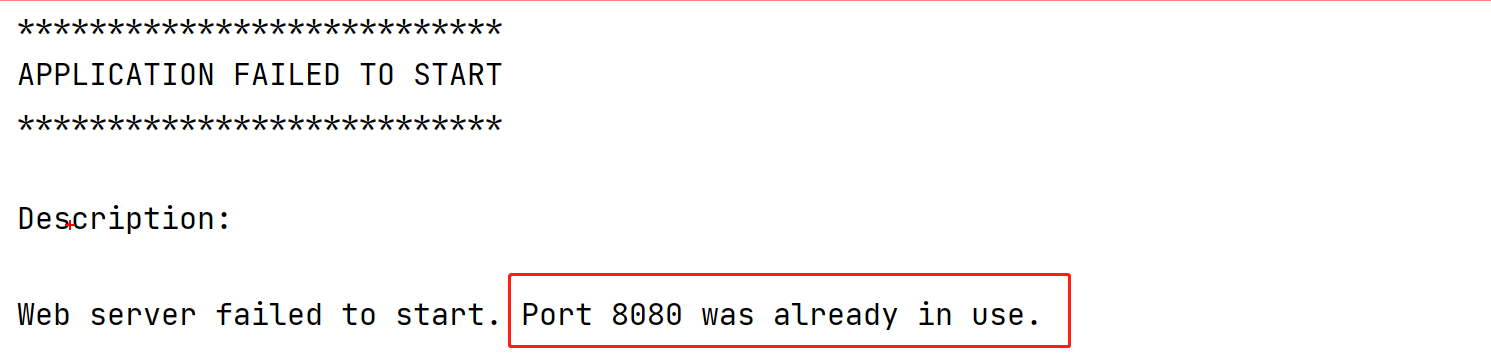 ***************************
APPLICATION FAILED TO START
***************************
Description:
Web server failed to start. Port 8080 was already in use.